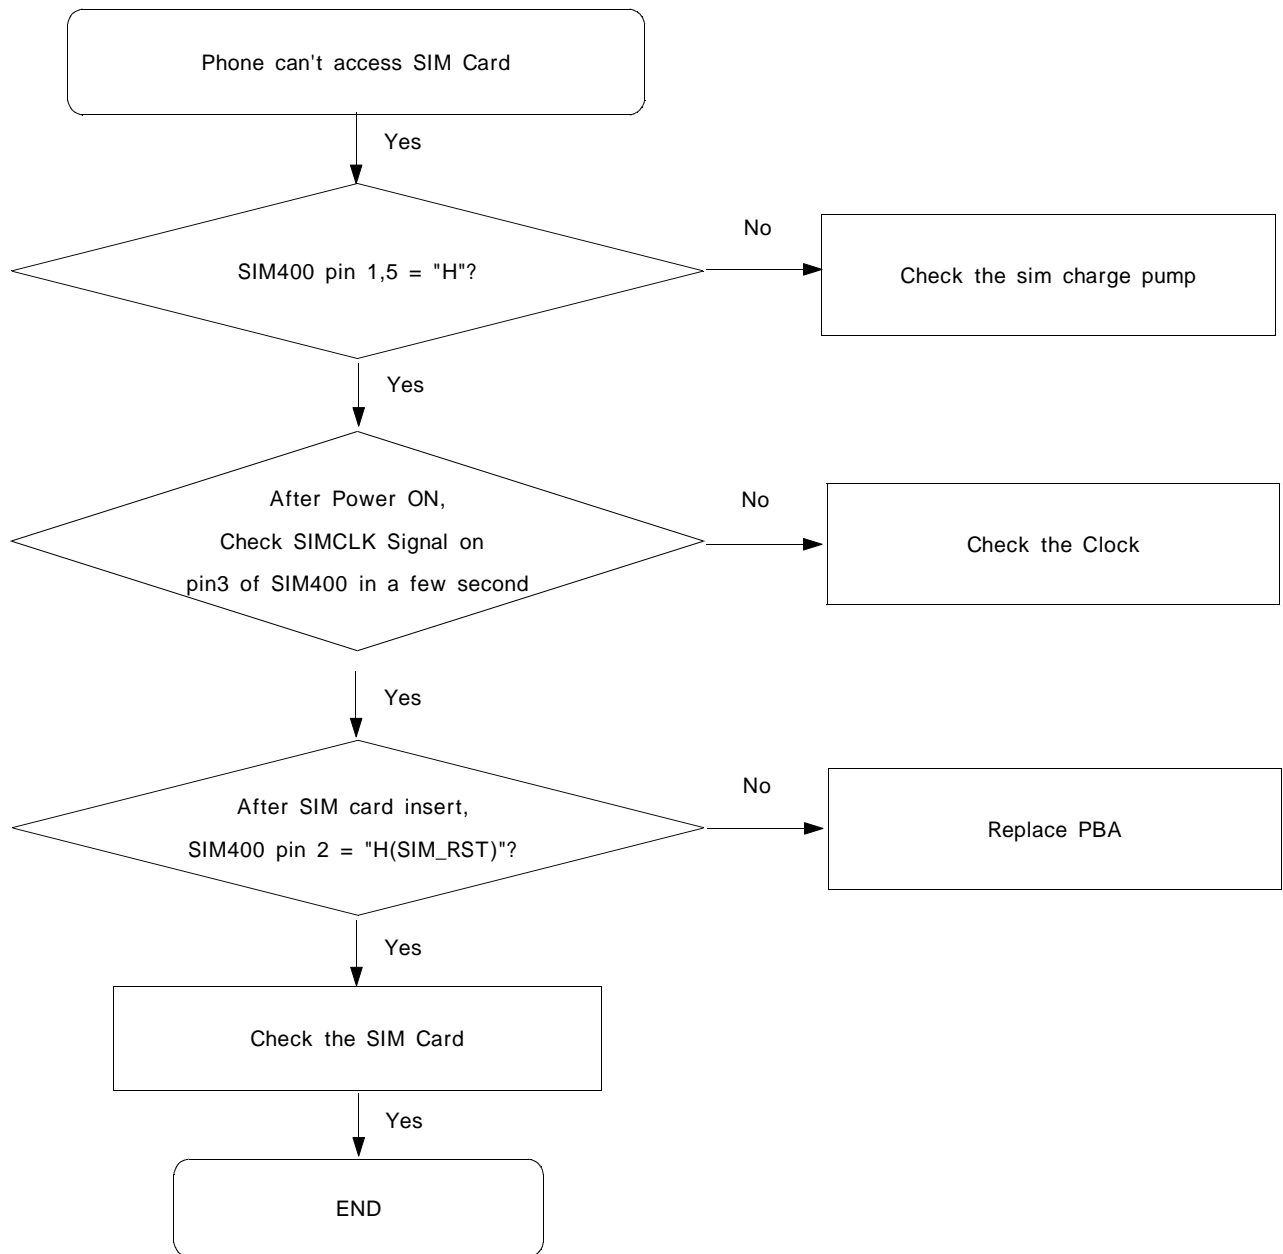 Phone can't access SIM Card
Yes
SIM400 pin 1,5 = "H"?
No
Check the sim charge pump
Yes
After Power ON,
Check SIMCLK Signal on
pin3 of SIM400 in a few second
No
Check the Clock
Yes
After SIM card insert,
SIM400 pin 2 = "H(SIM_RST)"?
No
Replace PBA
Yes
Check the SIM Card
Yes
END